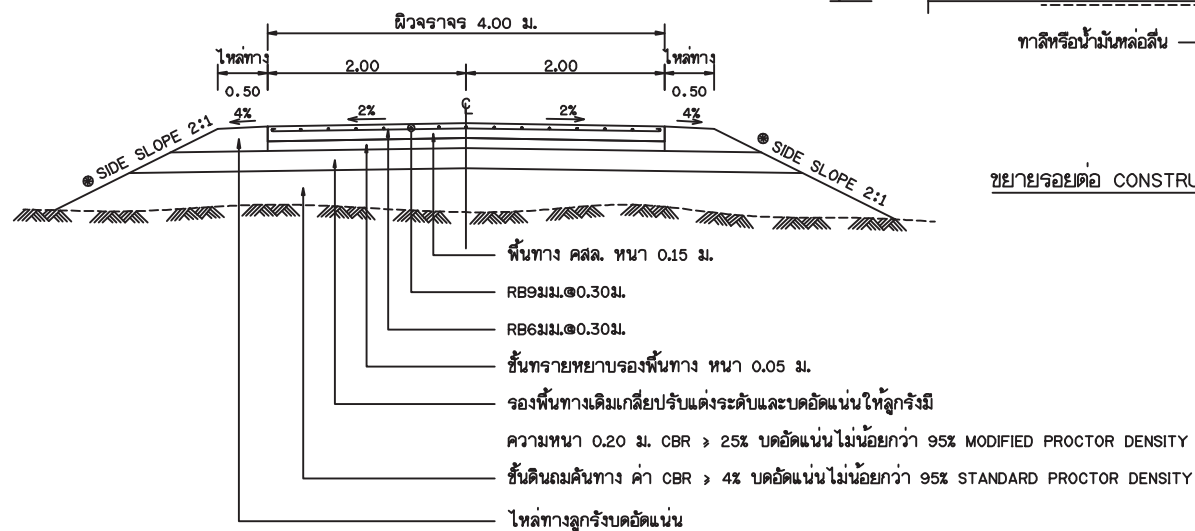 ผิวจราจร 4.00 ม.
ทาสีหรือน้ำมันหล่อลื่น
ไหล่ทาง 2.00 2.00 ไหล่ทาง
0.50 0.50
4% 2% ℄ 2% 4%
SIDE SLOPE 2:1
SIDE SLOPE 2:1
ขยายรอยต่อ CONSTRU
พื้นทาง คสล. หนา 0.15 ม.
RB9มม.@0.30ม.
RB6มม.@0.30ม.
ชั้นทรายหยาบรองพื้นทาง หนา 0.05 ม.
รองพื้นทางเดิมเกลี่ยปรับแต่งระดับและบดอัดแน่นให้ลูกรังมี
ความหนา 0.20 ม. CBR > 25% บดอัดแน่นไม่น้อยกว่า 95% MODIFIED PROCTOR DENSITY
ชั้นดินถมคันทาง ค่า CBR > 4% บดอัดแน่นไม่น้อยกว่า 95% STANDARD PROCTOR DENSITY
ไหล่ทางลูกรังบดอัดแน่น